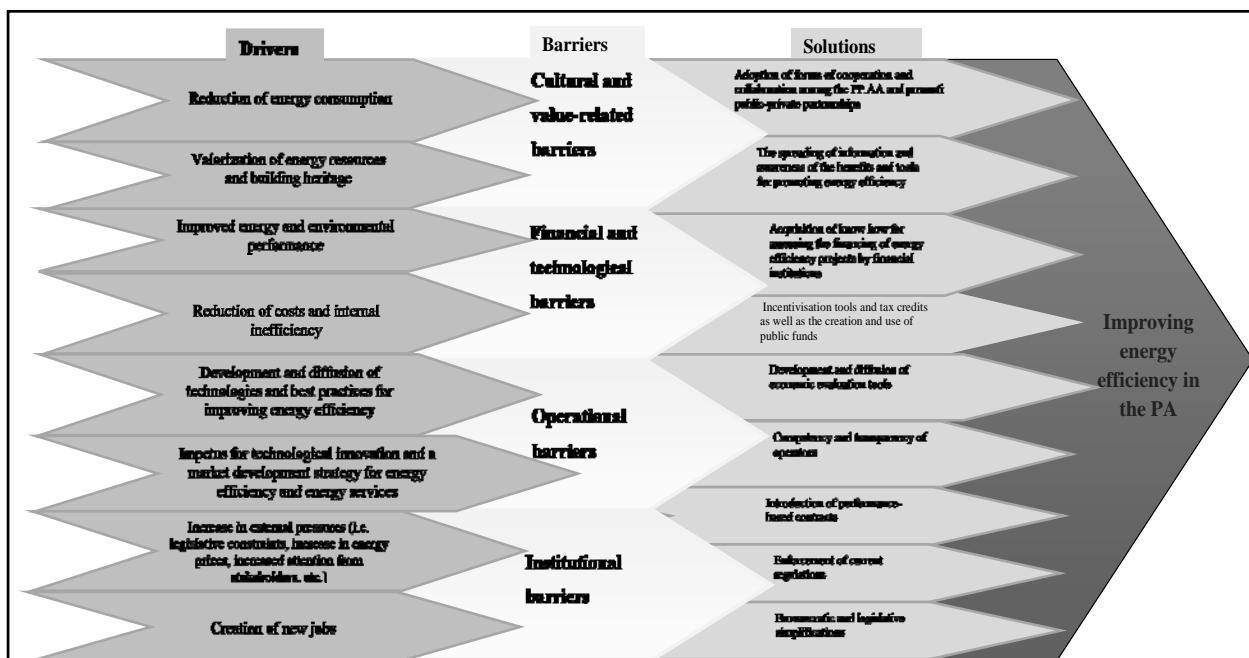 Drivers
Reduction of energy consumption
Valorization of energy resources
and building heritage
Improved energy and environmental
performance
Reduction of costs and internal
inefficiency
Development and diffusion of
technologies and best practices for
improving energy efficiency
Impetus for technological innovation and a
market development strategy for energy
efficiency and energy services
Increase in external pressures (i.e.
legislative constraints, increase in energy
prices, increased attention from
stakeholders, etc.)
Creation of new jobs
Barriers
Cultural and
value-related
barriers
Financial and
technological
barriers
Operational
barriers
Institutional
barriers
Solutions
Adoption of forms of cooperation and
collaboration among the PP.AA and
public-private partnerships
The spreading of information and
awareness of the benefits and tools
for promoting energy efficiency
Acquisition of know how for
assessing the financing of energy
efficiency projects by financial
institutions
Incentivisation tools and tax credits
as well as the creation and use of
public funds
Development and diffusion of
economic evaluation tools
Competency and transparency of
operators
Introduction of performance-
based contracts
Enforcement of current
regulations
Bureaucratic and legislative
simplifications
Improving
energy
efficiency in
the PA